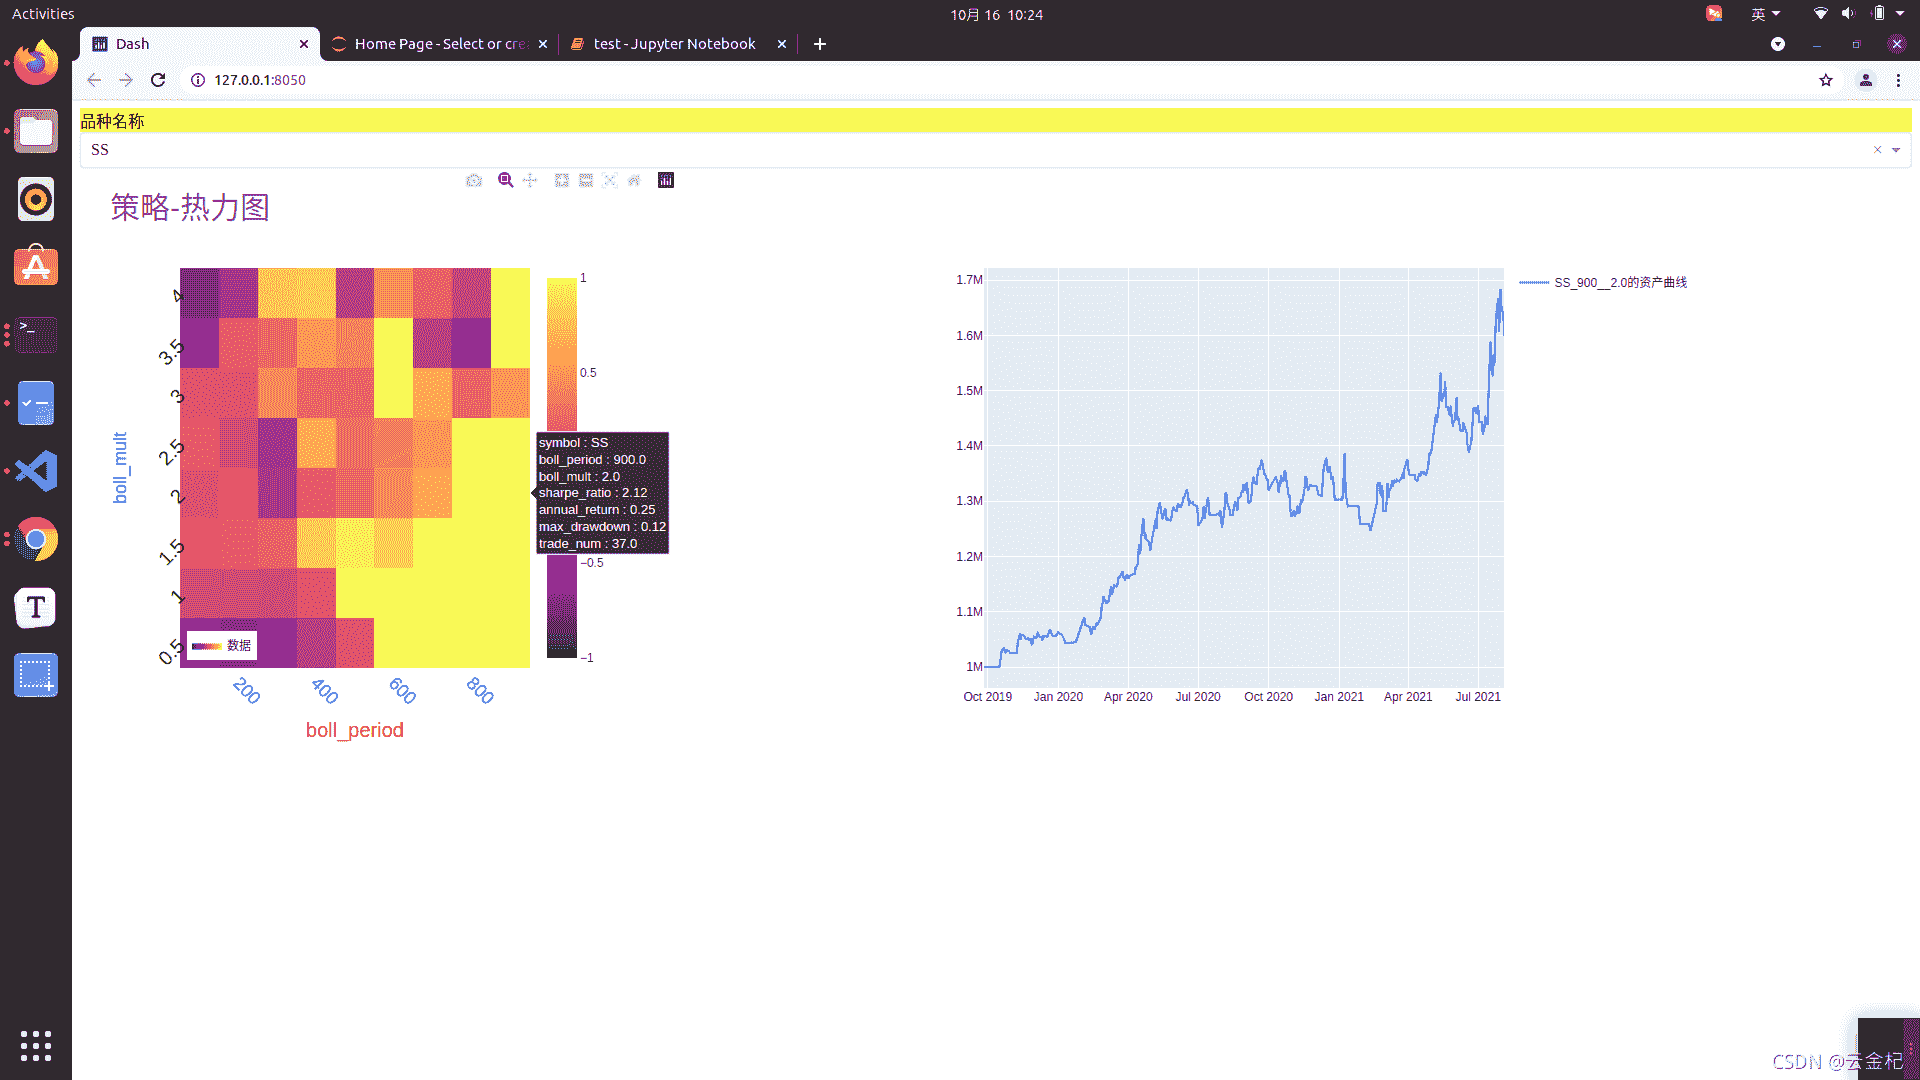 Activities
10月 16 10:24
英
Dash
Home Page - Select or cre
test - Jupyter Notebook
127.0.0.1:8050
品种名称
SS
策略-热力图
4
3.5
3
2.5
2
1.5
1
0.5
boll_mult
200
400
600
800
boll_period
数据
1
0.5
−0.5
−1
symbol : SS
boll_period : 900.0
boll_mult : 2.0
sharpe_ratio : 2.12
annual_return : 0.25
max_drawdown : 0.12
trade_num : 37.0
1.7M
1.6M
1.5M
1.4M
1.3M
1.2M
1.1M
1M
Oct 2019
Jan 2020
Apr 2020
Jul 2020
Oct 2020
Jan 2021
Apr 2021
Jul 2021
SS_900__2.0的资产曲线
CSDN @云金杞